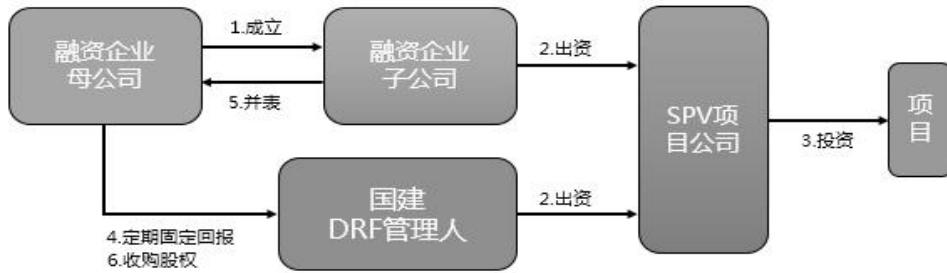 融资企业
母公司
1.成立
5.并表
融资企业
子公司
2.出资
SPV项
目公司
3.投资
项
目
4.定期固定回报
6.收购股权
国建
DRF管理人
2.出资